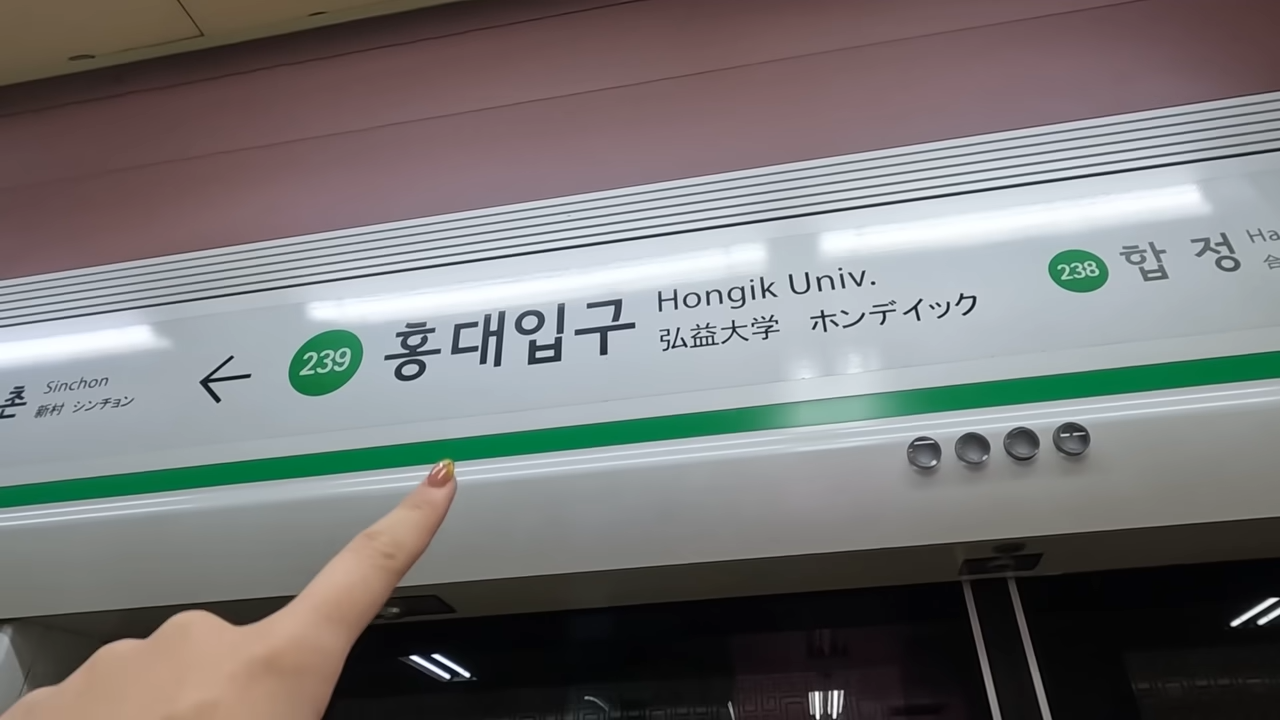 촌 Sinchon
新村 シンチョン
239 홍대입구 Hongik Univ.
弘益大学 ホンデイック
238 합정 Ha